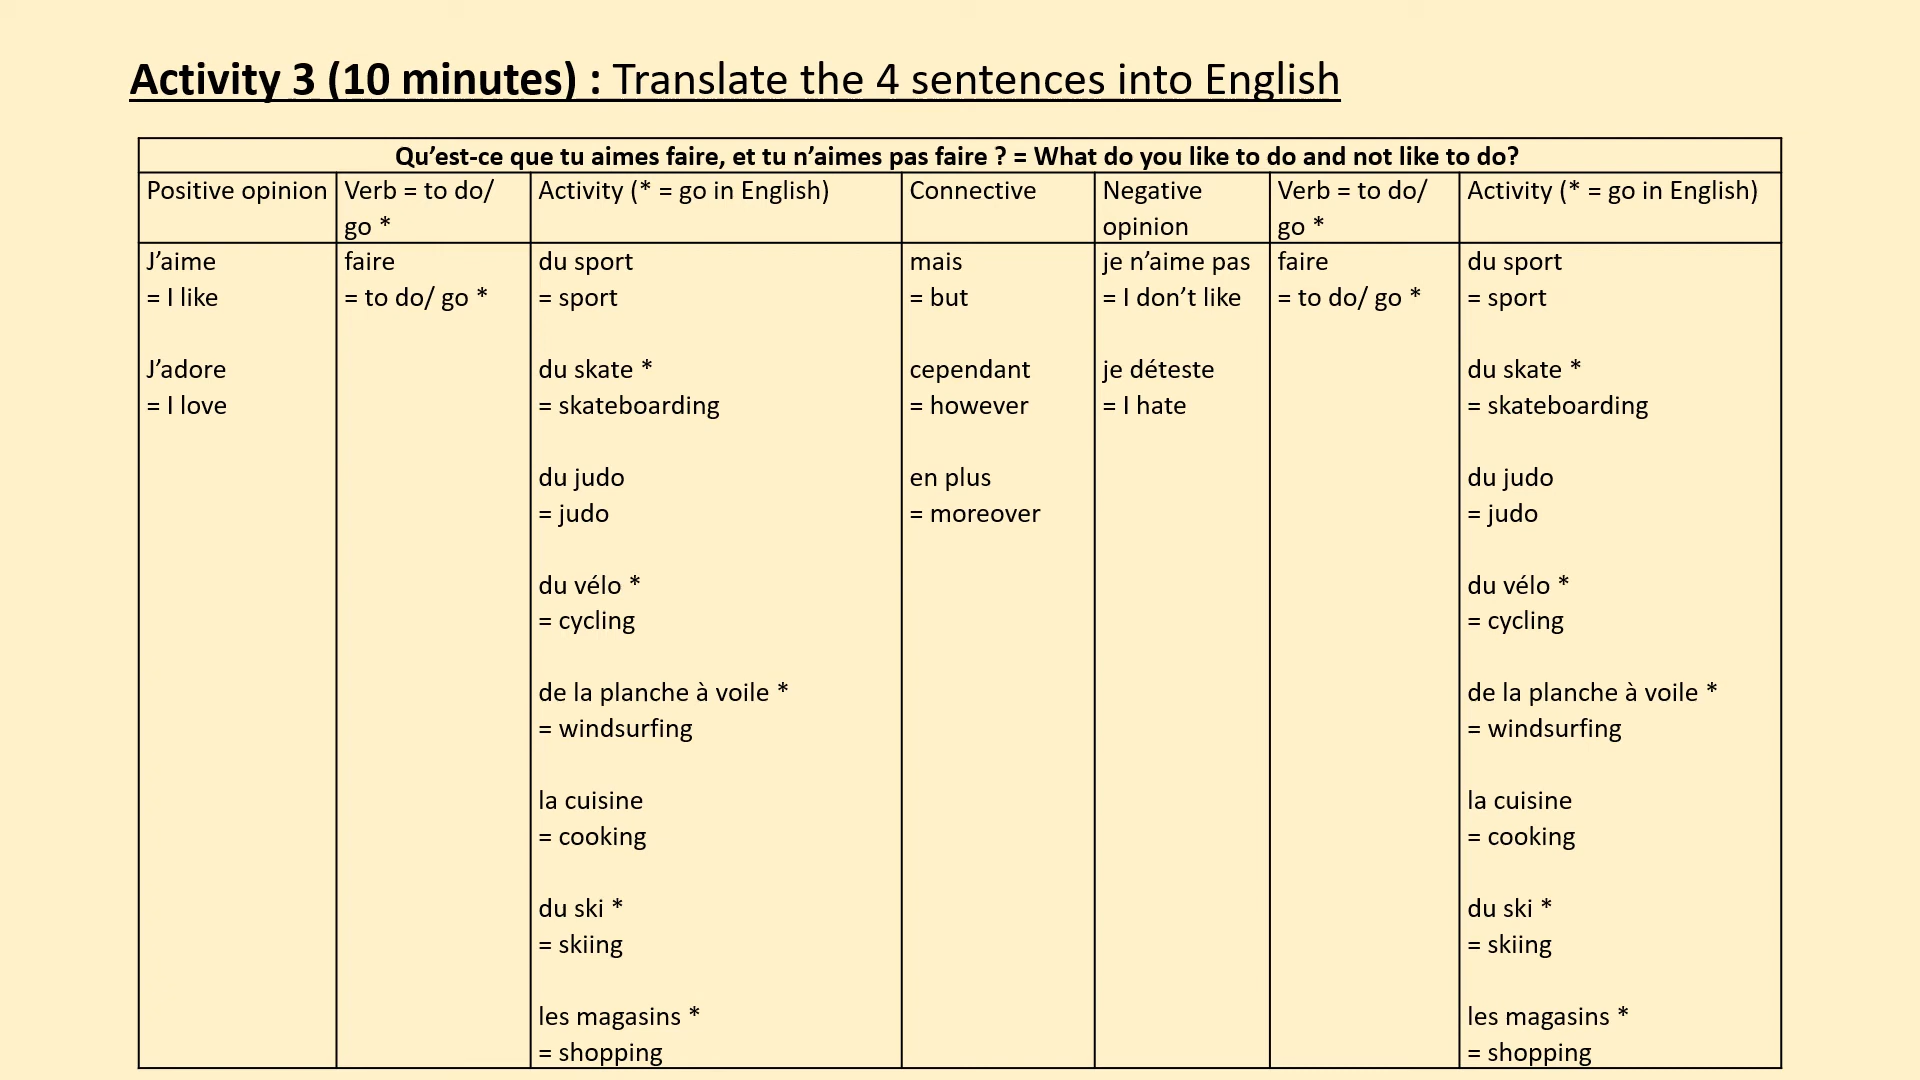 Activity 3 (10 minutes) : Translate the 4 sentences into English
Qu’est-ce que tu aimes faire, et tu n’aimes pas faire ? = What do you like to do and not like to do?
Positive opinion
Verb = to do/
go *
Activity (* = go in English)
Connective
Negative
opinion
Verb = to do/
go *
Activity (* = go in English)
J’aime
= I like
J’adore
= I love
faire
= to do/ go *
du sport
= sport
du skate *
= skateboarding
du judo
= judo
du vélo *
= cycling
de la planche à voile *
= windsurfing
la cuisine
= cooking
du ski *
= skiing
les magasins *
= shopping
mais
= but
cependant
= however
en plus
= moreover
je n’aime pas
= I don’t like
je déteste
= I hate
faire
= to do/ go *
du sport
= sport
du skate *
= skateboarding
du judo
= judo
du vélo *
= cycling
de la planche à voile *
= windsurfing
la cuisine
= cooking
du ski *
= skiing
les magasins *
= shopping